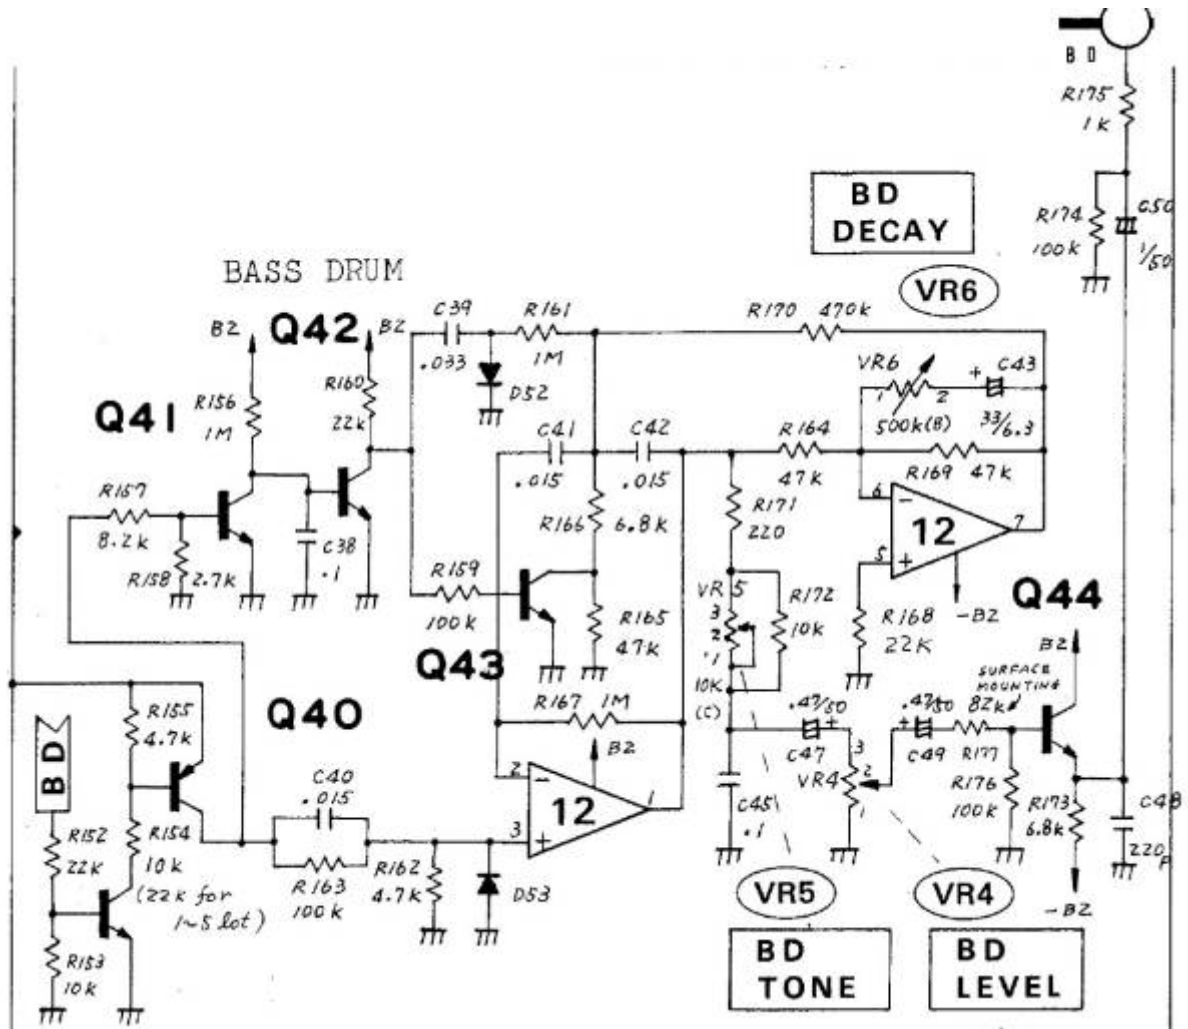 BD
R175
1K
BD
DECAY
R174
100k
C50
1/50
VR6
BASS DRUM
B2
Q42
B2
C39
.033
R161
1M
R170 470k
D52
VR6
1 2
500k(B)
+ C43
33/6.3
Q41
R156
1M
R160
22k
C41
.015
C42
.015
R164
47K
R169 47K
R157
8.2k
R158 2.7k
C38
.1
R166 6.8K
R171
220
6 −
12
7
5 +
-B2
R159
100k
Q43
R165
47K
VR5
3
2
.1
10K
(C)
R172
10k
R168
22K
Q44
B2
SURFACE
MOUNTING
82k
R155
4.7k
Q40
R167 1M
B2
.47/50 +
C47
+ .47/50
C49
R177
BD
C40
.015
2 −
12
1
3 +
3
VR4 2
1
R176
100k
R173
6.8k
C48
220P
R152
22K
R154
10k
(22k for
1~5 lot)
R163
100k
R162
4.7k
D53
C45
.1
-B2
R153
10k
VR5
VR4
BD
TONE
BD
LEVEL